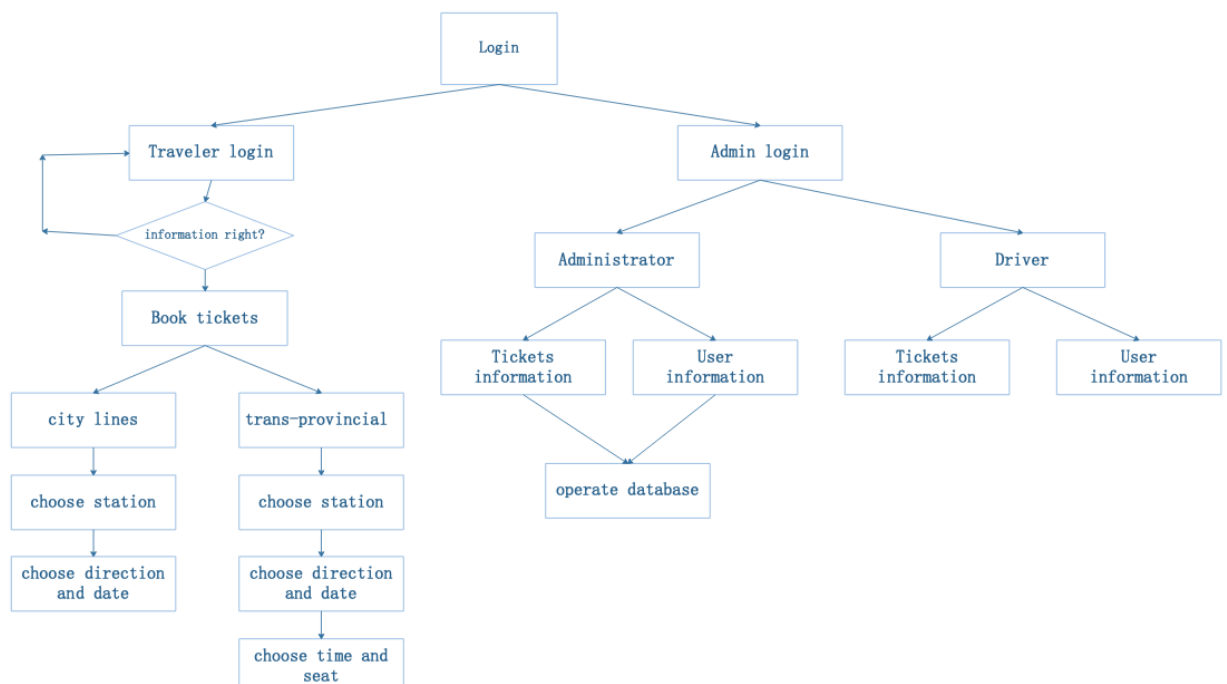 Login
Traveler login
Admin login
information right?
Administrator
Driver
Book tickets
Tickets
information
User
information
Tickets
information
User
information
city lines
trans-provincial
operate database
choose station
choose station
choose direction
and date
choose direction
and date
choose time and
seat